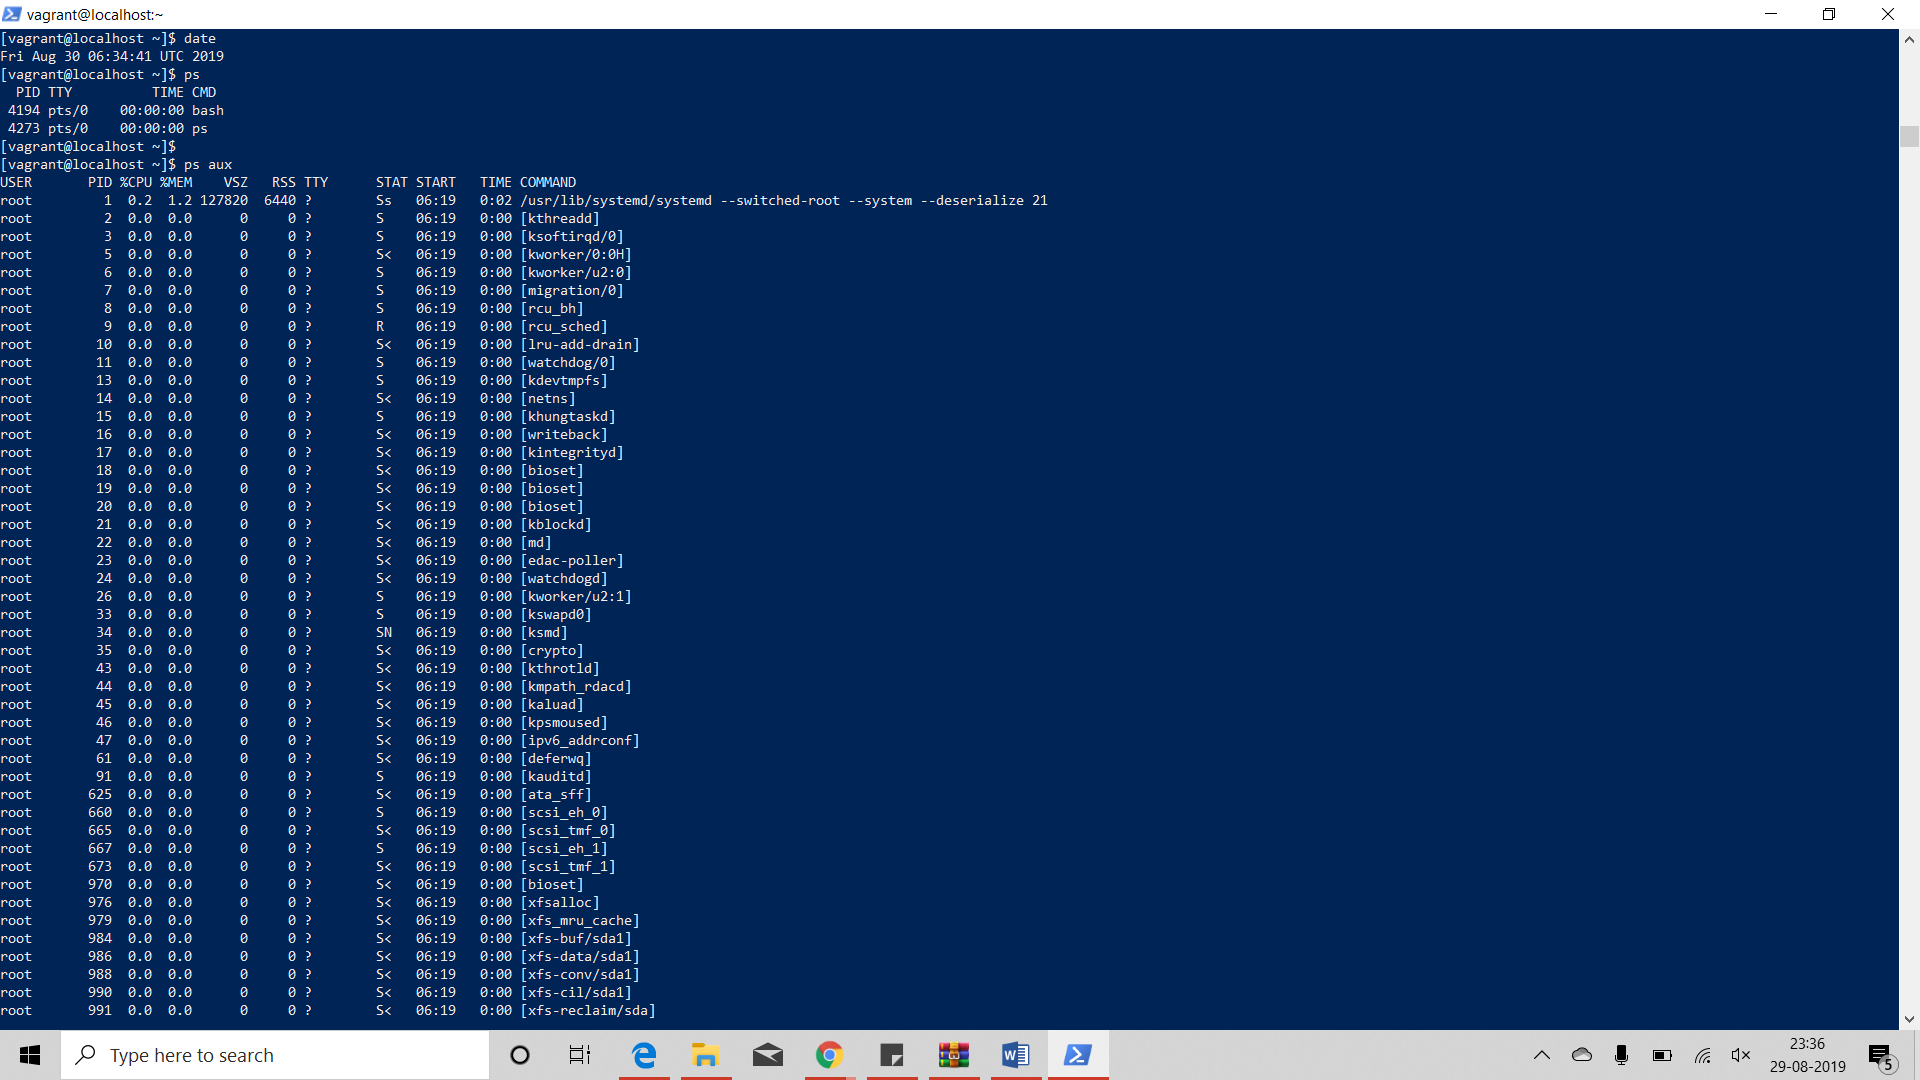 vagrant@localhost:~
[vagrant@localhost ~]$ date
Fri Aug 30 06:34:41 UTC 2019
[vagrant@localhost ~]$ ps
  PID TTY          TIME CMD
 4194 pts/0    00:00:00 bash
 4273 pts/0    00:00:00 ps
[vagrant@localhost ~]$
[vagrant@localhost ~]$ ps aux
USER       PID %CPU %MEM    VSZ   RSS TTY      STAT START   TIME COMMAND
root         1  0.2  1.2 127820  6440 ?        Ss   06:19   0:02 /usr/lib/systemd/systemd --switched-root --system --deserialize 21
root         2  0.0  0.0      0     0 ?        S    06:19   0:00 [kthreadd]
root         3  0.0  0.0      0     0 ?        S    06:19   0:00 [ksoftirqd/0]
root         5  0.0  0.0      0     0 ?        S<   06:19   0:00 [kworker/0:0H]
root         6  0.0  0.0      0     0 ?        S    06:19   0:00 [kworker/u2:0]
root         7  0.0  0.0      0     0 ?        S    06:19   0:00 [migration/0]
root         8  0.0  0.0      0     0 ?        S    06:19   0:00 [rcu_bh]
root         9  0.0  0.0      0     0 ?        R    06:19   0:00 [rcu_sched]
root        10  0.0  0.0      0     0 ?        S<   06:19   0:00 [lru-add-drain]
root        11  0.0  0.0      0     0 ?        S    06:19   0:00 [watchdog/0]
root        13  0.0  0.0      0     0 ?        S    06:19   0:00 [kdevtmpfs]
root        14  0.0  0.0      0     0 ?        S<   06:19   0:00 [netns]
root        15  0.0  0.0      0     0 ?        S    06:19   0:00 [khungtaskd]
root        16  0.0  0.0      0     0 ?        S<   06:19   0:00 [writeback]
root        17  0.0  0.0      0     0 ?        S<   06:19   0:00 [kintegrityd]
root        18  0.0  0.0      0     0 ?        S<   06:19   0:00 [bioset]
root        19  0.0  0.0      0     0 ?        S<   06:19   0:00 [bioset]
root        20  0.0  0.0      0     0 ?        S<   06:19   0:00 [bioset]
root        21  0.0  0.0      0     0 ?        S<   06:19   0:00 [kblockd]
root        22  0.0  0.0      0     0 ?        S<   06:19   0:00 [md]
root        23  0.0  0.0      0     0 ?        S<   06:19   0:00 [edac-poller]
root        24  0.0  0.0      0     0 ?        S<   06:19   0:00 [watchdogd]
root        26  0.0  0.0      0     0 ?        S    06:19   0:00 [kworker/u2:1]
root        33  0.0  0.0      0     0 ?        S    06:19   0:00 [kswapd0]
root        34  0.0  0.0      0     0 ?        SN   06:19   0:00 [ksmd]
root        35  0.0  0.0      0     0 ?        S<   06:19   0:00 [crypto]
root        43  0.0  0.0      0     0 ?        S<   06:19   0:00 [kthrotld]
root        44  0.0  0.0      0     0 ?        S<   06:19   0:00 [kmpath_rdacd]
root        45  0.0  0.0      0     0 ?        S<   06:19   0:00 [kaluad]
root        46  0.0  0.0      0     0 ?        S<   06:19   0:00 [kpsmoused]
root        47  0.0  0.0      0     0 ?        S<   06:19   0:00 [ipv6_addrconf]
root        61  0.0  0.0      0     0 ?        S<   06:19   0:00 [deferwq]
root        91  0.0  0.0      0     0 ?        S    06:19   0:00 [kauditd]
root       625  0.0  0.0      0     0 ?        S<   06:19   0:00 [ata_sff]
root       660  0.0  0.0      0     0 ?        S    06:19   0:00 [scsi_eh_0]
root       665  0.0  0.0      0     0 ?        S<   06:19   0:00 [scsi_tmf_0]
root       667  0.0  0.0      0     0 ?        S    06:19   0:00 [scsi_eh_1]
root       673  0.0  0.0      0     0 ?        S<   06:19   0:00 [scsi_tmf_1]
root       970  0.0  0.0      0     0 ?        S<   06:19   0:00 [bioset]
root       976  0.0  0.0      0     0 ?        S<   06:19   0:00 [xfsalloc]
root       979  0.0  0.0      0     0 ?        S<   06:19   0:00 [xfs_mru_cache]
root       984  0.0  0.0      0     0 ?        S<   06:19   0:00 [xfs-buf/sda1]
root       986  0.0  0.0      0     0 ?        S<   06:19   0:00 [xfs-data/sda1]
root       988  0.0  0.0      0     0 ?        S<   06:19   0:00 [xfs-conv/sda1]
root       990  0.0  0.0      0     0 ?        S<   06:19   0:00 [xfs-cil/sda1]
root       991  0.0  0.0      0     0 ?        S<   06:19   0:00 [xfs-reclaim/sda]
Type here to search
23:36
29-08-2019
5